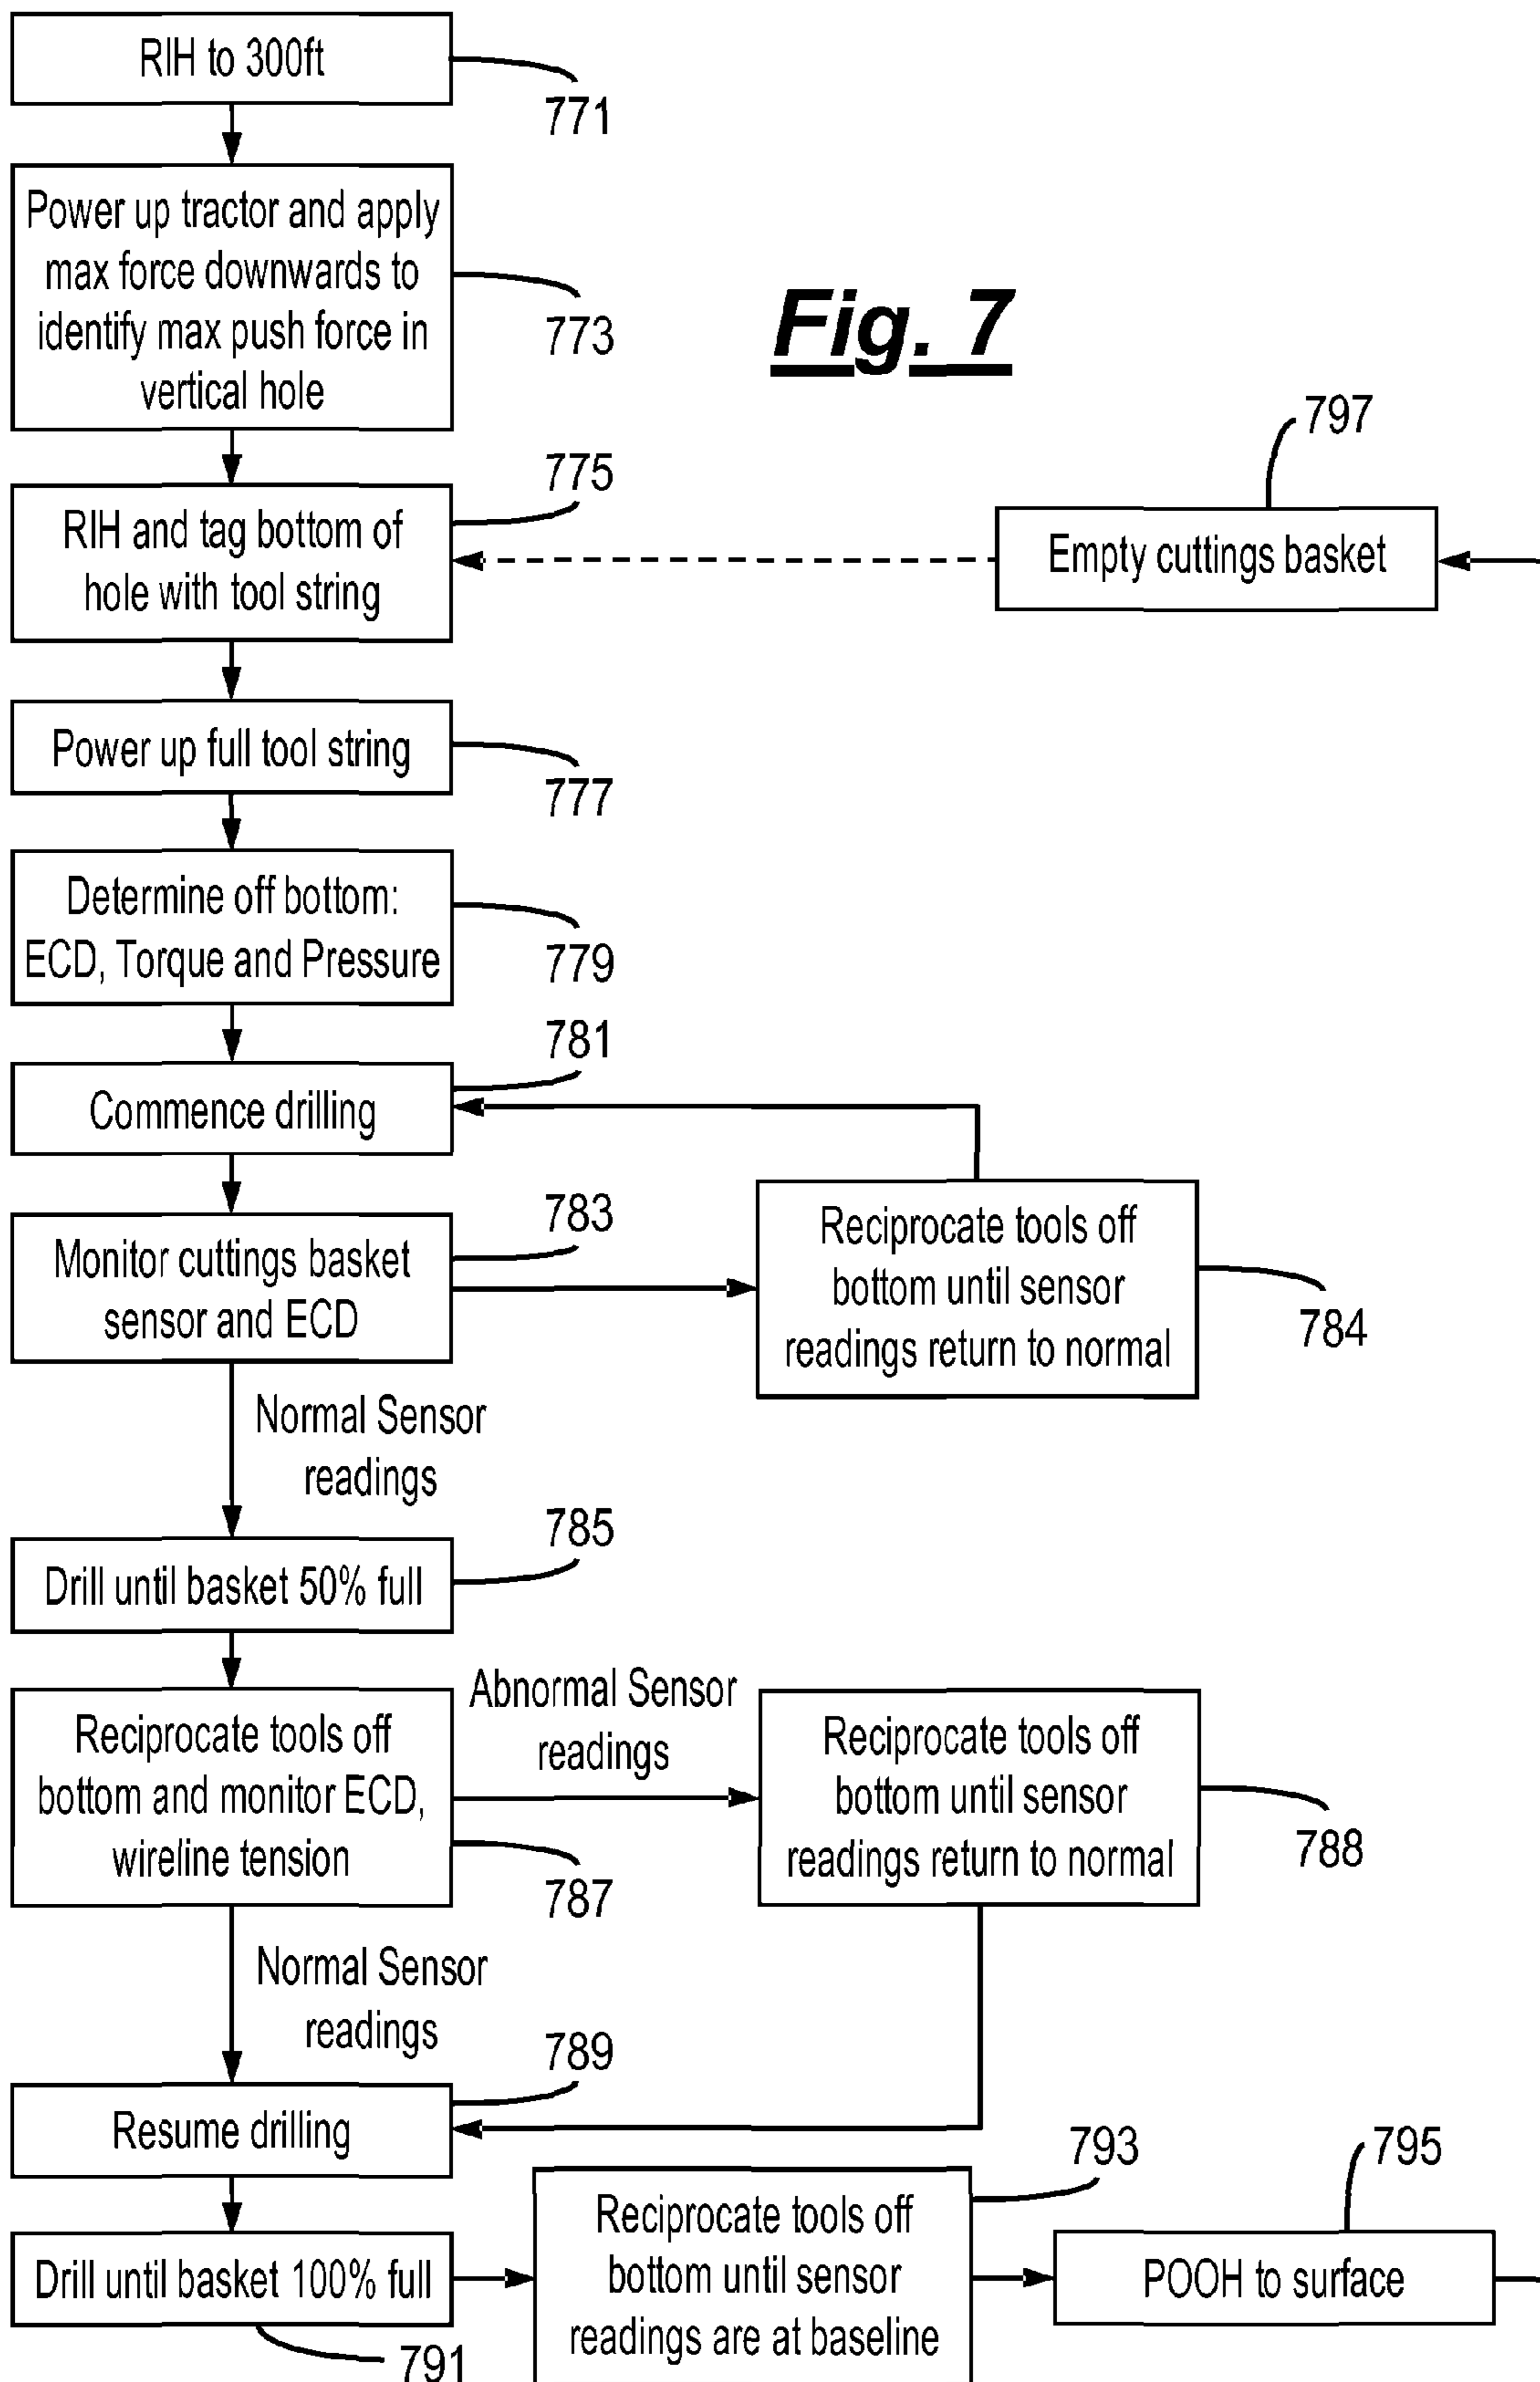 RIH to 300ft
771
Power up tractor and apply
max force downwards to
identify max push force in
vertical hole
773
Fig. 7
797
775
RIH and tag bottom of
hole with tool string
Empty cuttings basket
Power up full tool string
777
Determine off bottom:
ECD, Torque and Pressure
779
781
Commence drilling
783
Monitor cuttings basket
sensor and ECD
Reciprocate tools off
bottom until sensor
readings return to normal
784
Normal Sensor
readings
785
Drill until basket 50% full
Reciprocate tools off
bottom and monitor ECD,
wireline tension
787
Abnormal Sensor
readings
Reciprocate tools off
bottom until sensor
readings return to normal
788
Normal Sensor
readings
789
Resume drilling
793
795
Drill until basket 100% full
791
Reciprocate tools off
bottom until sensor
readings are at baseline
POOH to surface